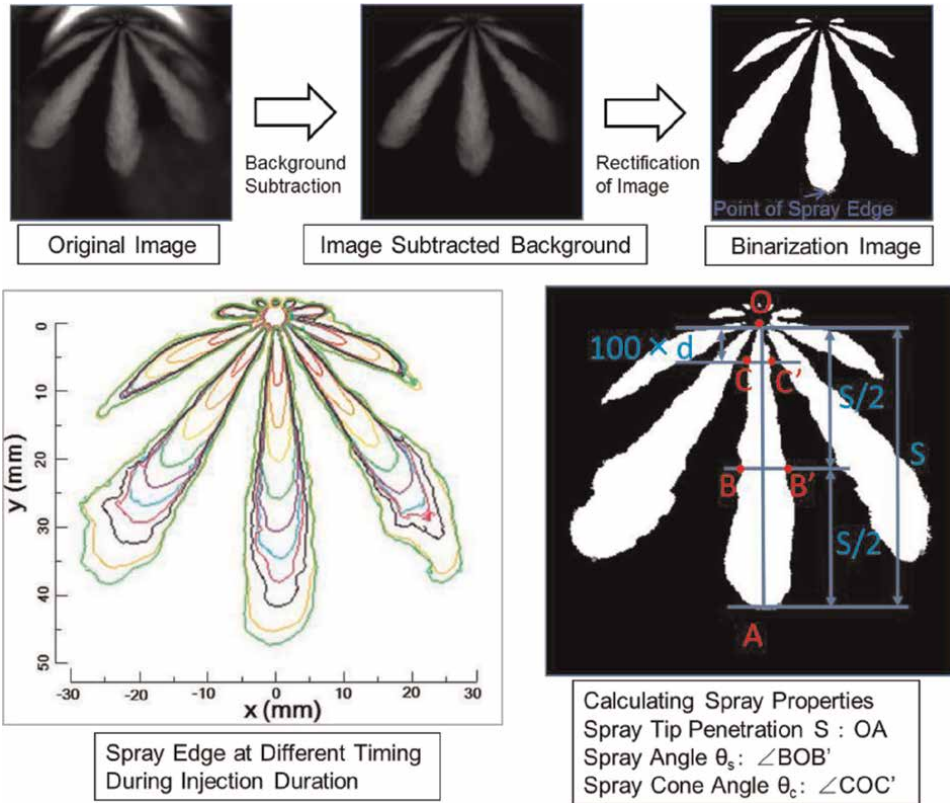 Background
Subtraction
Rectification
of Image
Point of Spray Edge
Original Image
Image Subtracted Background
Binarization Image
0
10
20
30
40
50
y (mm)
-30
-20
-10
0
10
20
30
x (mm)
Spray Edge at Different Timing
During Injection Duration
O
100 × d
C
C'
S/2
S
B
B'
S/2
A
Calculating Spray Properties
Spray Tip Penetration S : OA
Spray Angle θs: ∠BOB'
Spray Cone Angle θc: ∠COC'